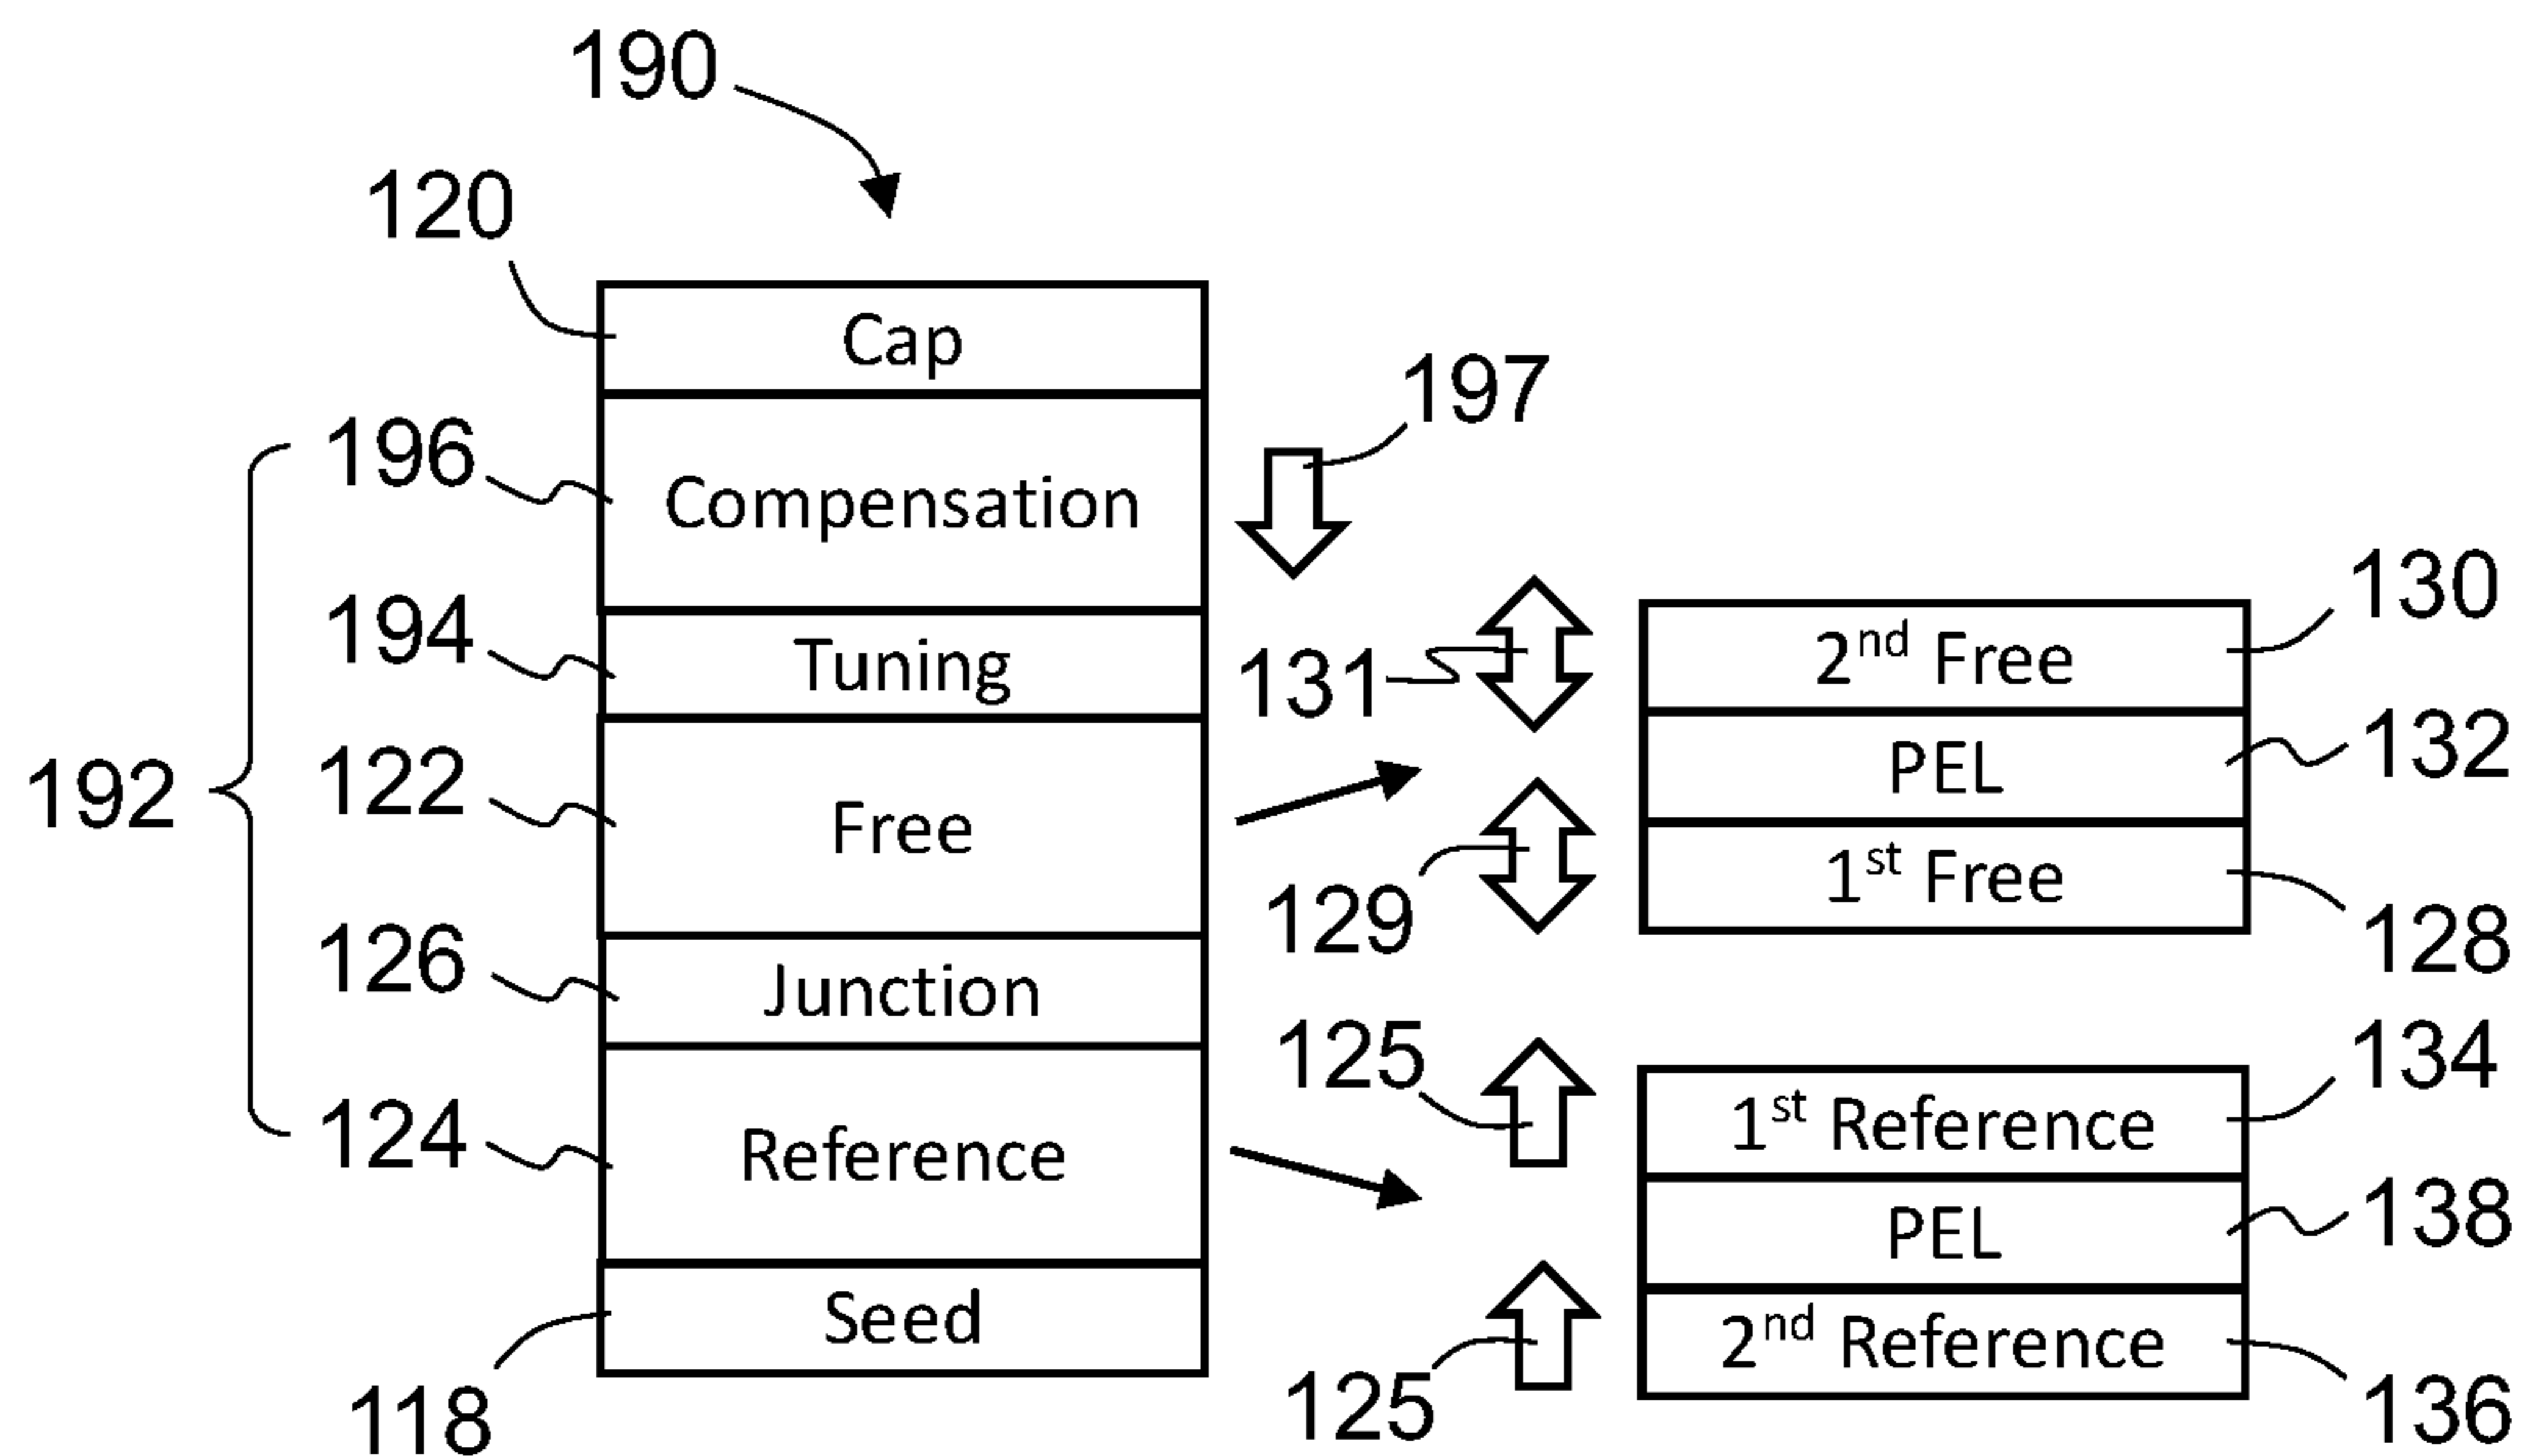 190
120
Cap
197
196
Compensation
130
194
Tuning
131
2nd Free
192
122
Free
132
PEL
129
1st Free
128
126
Junction
125
134
1st Reference
124
Reference
138
PEL
118
Seed
125
2nd Reference
136